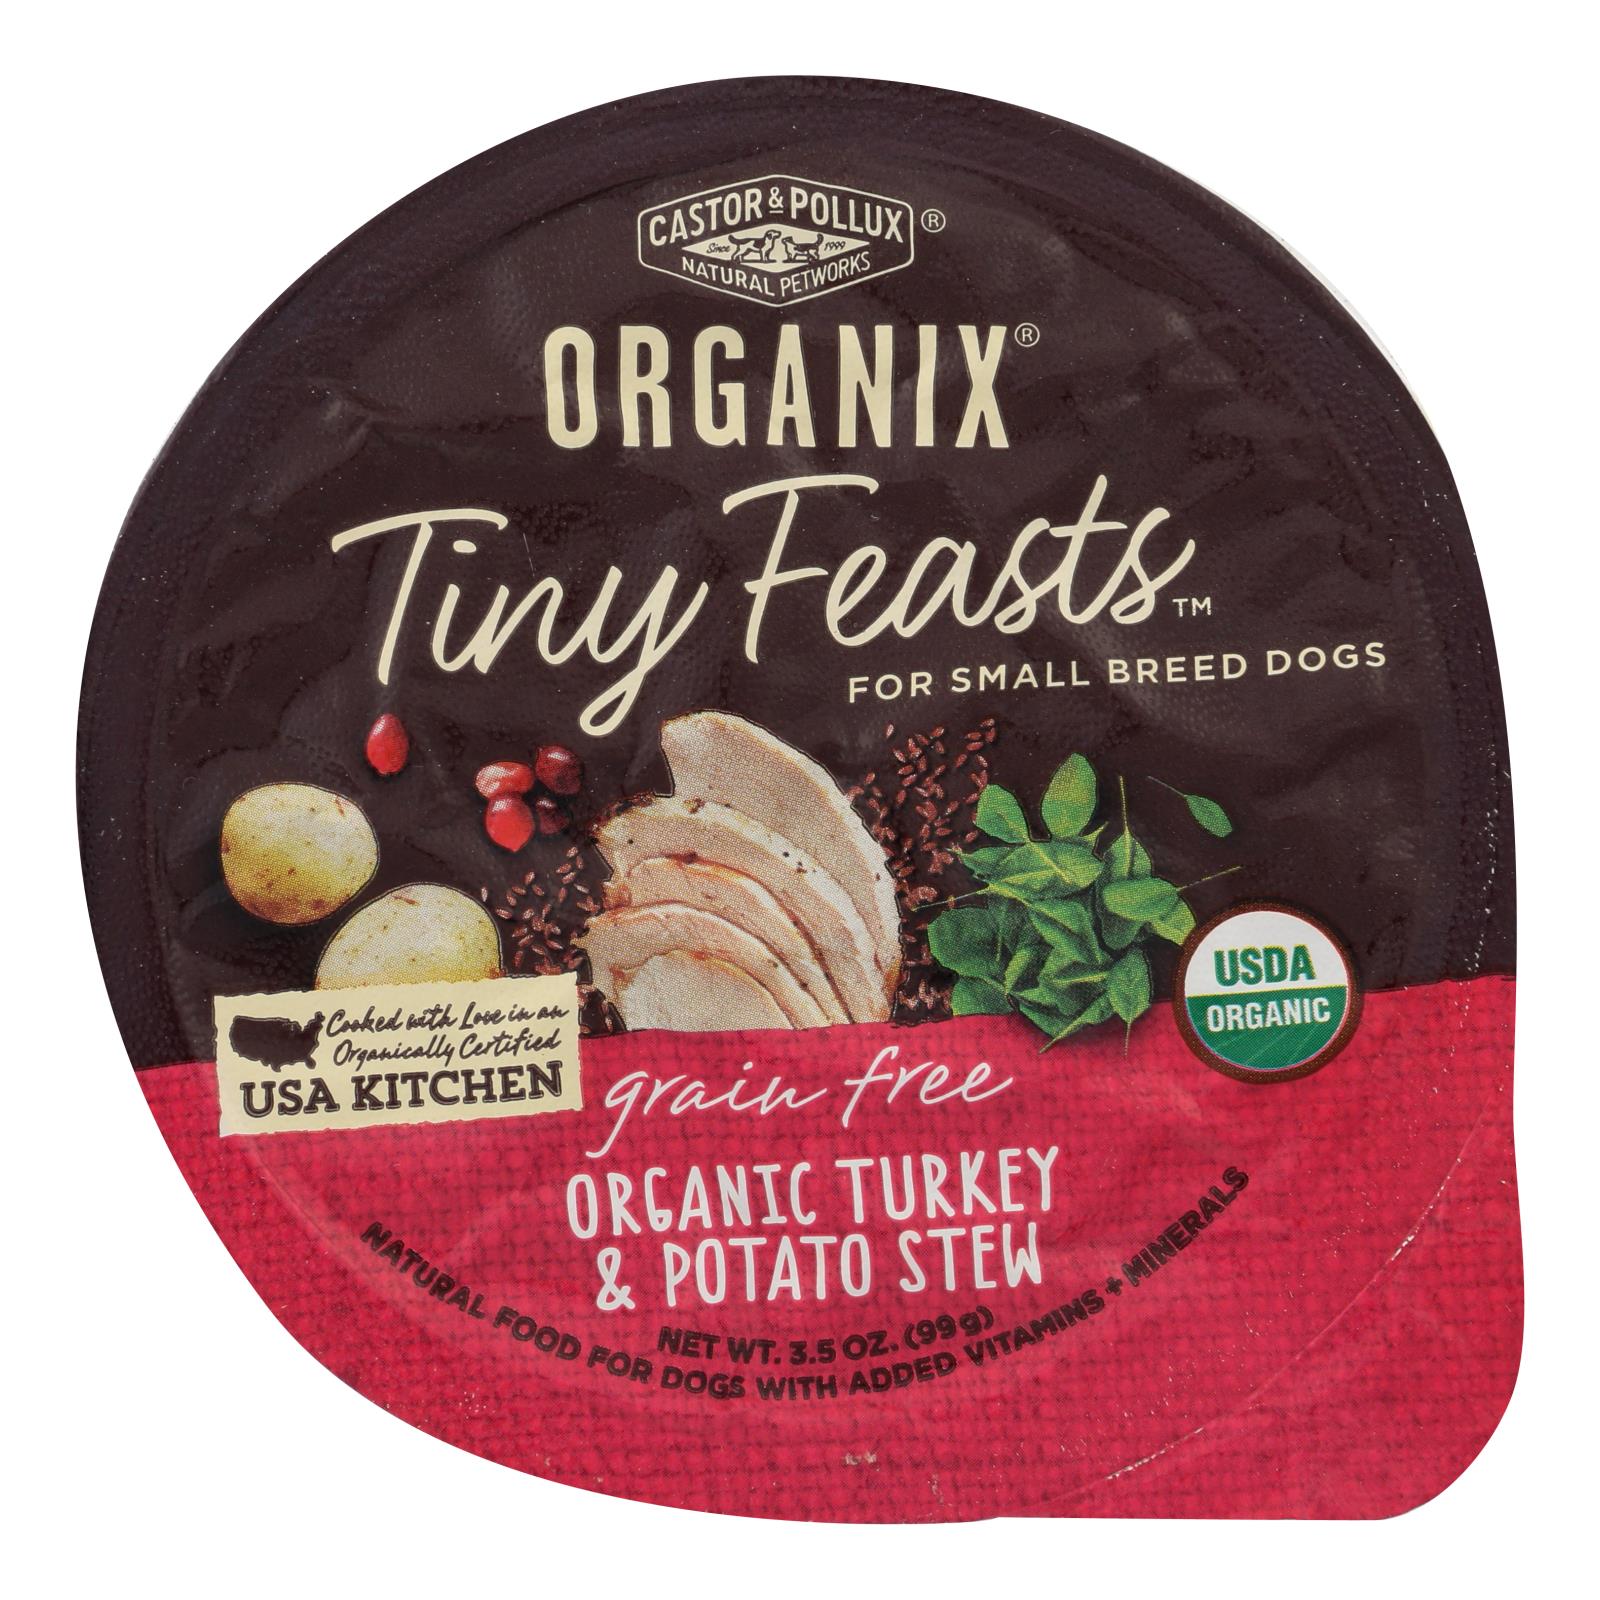 CASTOR & POLLUX ®
Since 1999
NATURAL PETWORKS
ORGANIX®
Tiny Feasts™
FOR SMALL BREED DOGS
USDA
ORGANIC
Cooked with Love in an
Organically Certified
USA KITCHEN
grain free
ORGANIC TURKEY
& POTATO STEW
NET WT. 3.5 OZ. (99g)
NATURAL FOOD FOR DOGS WITH ADDED VITAMINS + MINERALS